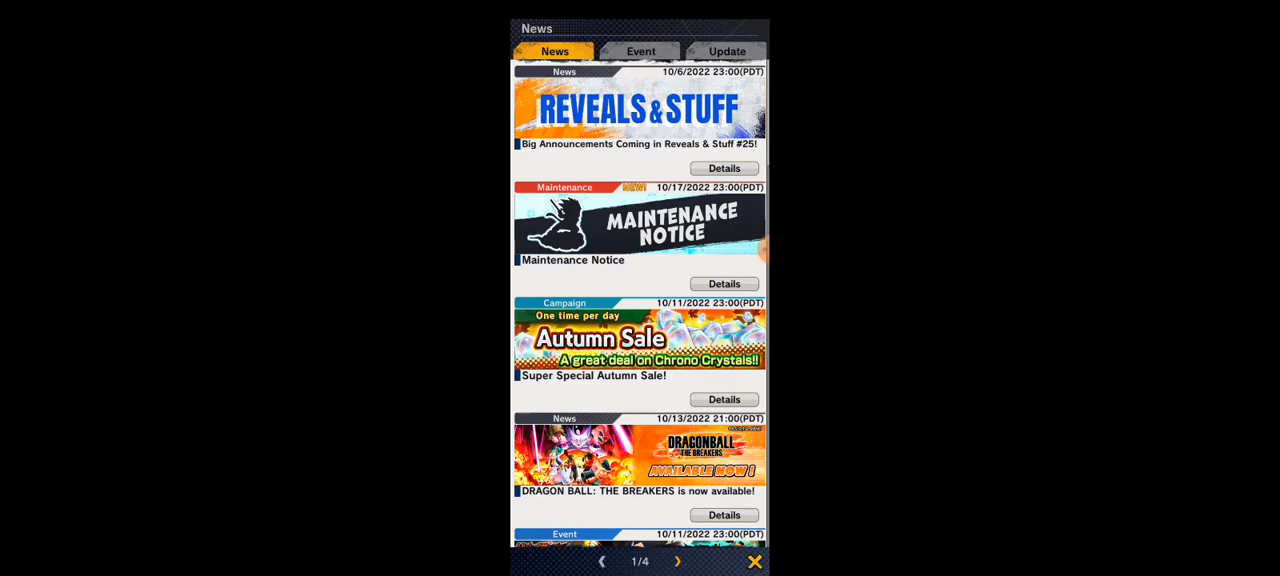 News
News Event Update
News 10/6/2022 23:00(PDT)
REVEALS & STUFF
Big Announcements Coming in Reveals & Stuff #25!
Details
Maintenance NEW! 10/17/2022 23:00(PDT)
MAINTENANCE
NOTICE
Maintenance Notice
Details
Campaign 10/11/2022 23:00(PDT)
One time per day
Autumn Sale
A great deal on Chrono Crystals!!
Super Special Autumn Sale!
Details
News 10/13/2022 21:00(PDT)
DRAGONBALL
THE BREAKERS
AVAILABLE NOW!
DRAGON BALL: THE BREAKERS is now available!
Details
Event 10/11/2022 23:00(PDT)
1/4